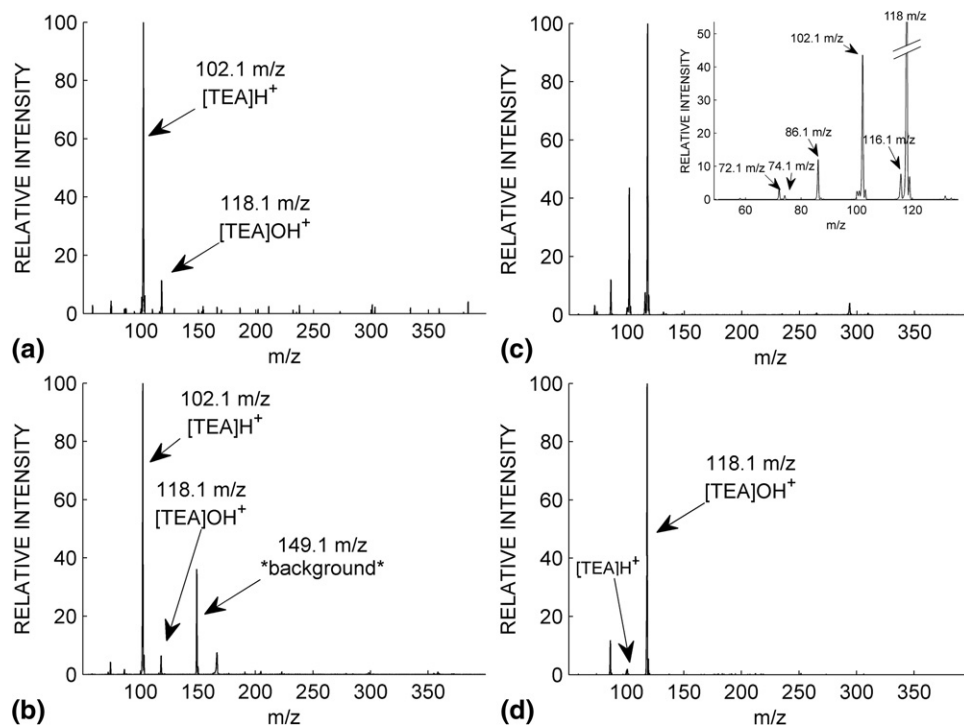 100
80
60
40
20
0
RELATIVE INTENSITY
102.1 m/z
[TEA]H+
118.1 m/z
[TEA]OH+
100 150 200 250 300 350
m/z
(a)
100
80
60
40
20
0
RELATIVE INTENSITY
50
40
30
20
10
0
RELATIVE INTENSITY
118 m/z
102.1 m/z
86.1 m/z
116.1 m/z
72.1 m/z
74.1 m/z
60 80 100 120
m/z
100 150 200 250 300 350
m/z
(c)
100
80
60
40
20
0
RELATIVE INTENSITY
102.1 m/z
[TEA]H+
118.1 m/z
[TEA]OH+
149.1 m/z
*background*
100 150 200 250 300 350
m/z
(b)
100
80
60
40
20
0
RELATIVE INTENSITY
118.1 m/z
[TEA]OH+
[TEA]H+
100 150 200 250 300 350
m/z
(d)